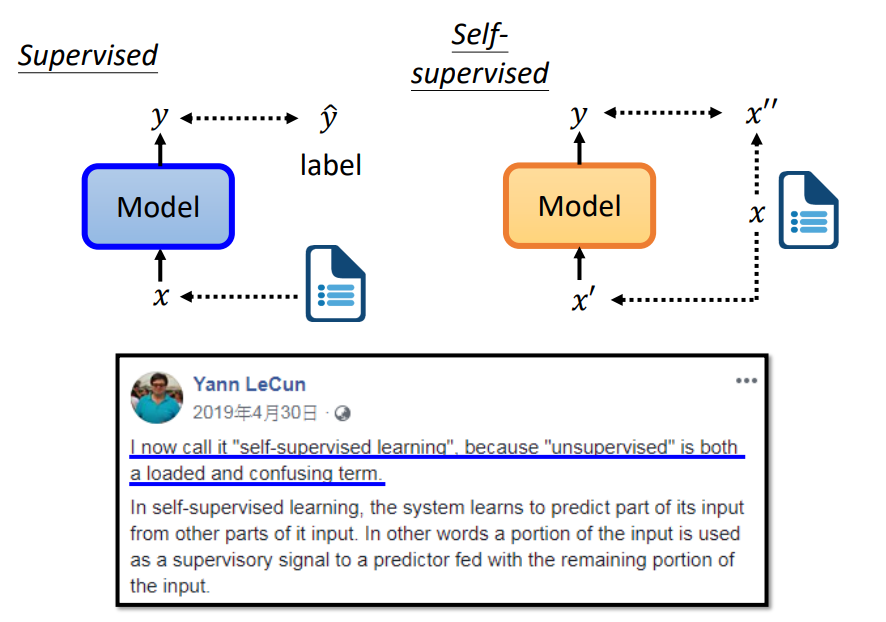 Supervised
Self-
supervised
y
ŷ
label
Model
x
y
x′′
Model
x
x′
Yann LeCun
2019年4月30日 ·
I now call it "self-supervised learning", because "unsupervised" is both
a loaded and confusing term.
In self-supervised learning, the system learns to predict part of its input
from other parts of it input. In other words a portion of the input is used
as a supervisory signal to a predictor fed with the remaining portion of
the input.